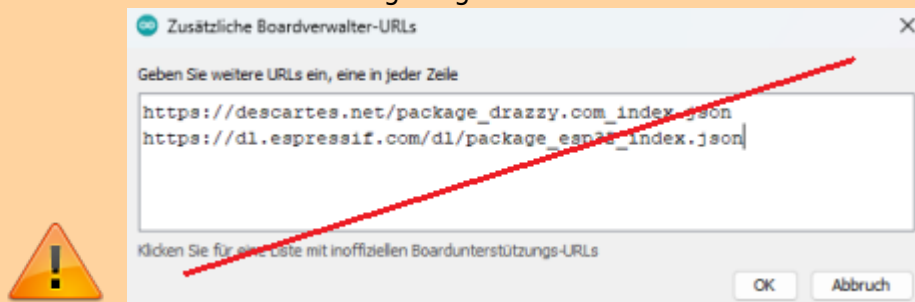 Zusätzliche Boardverwalter-URLs
Geben Sie weitere URLs ein, eine in jeder Zeile
https://descartes.net/package_drazzy.com_index.json
https://dl.espressif.com/dl/package_esp32_index.json
Klicken Sie für eine Liste mit inoffiziellen Boardunterstützungs-URLs
OK Abbruch